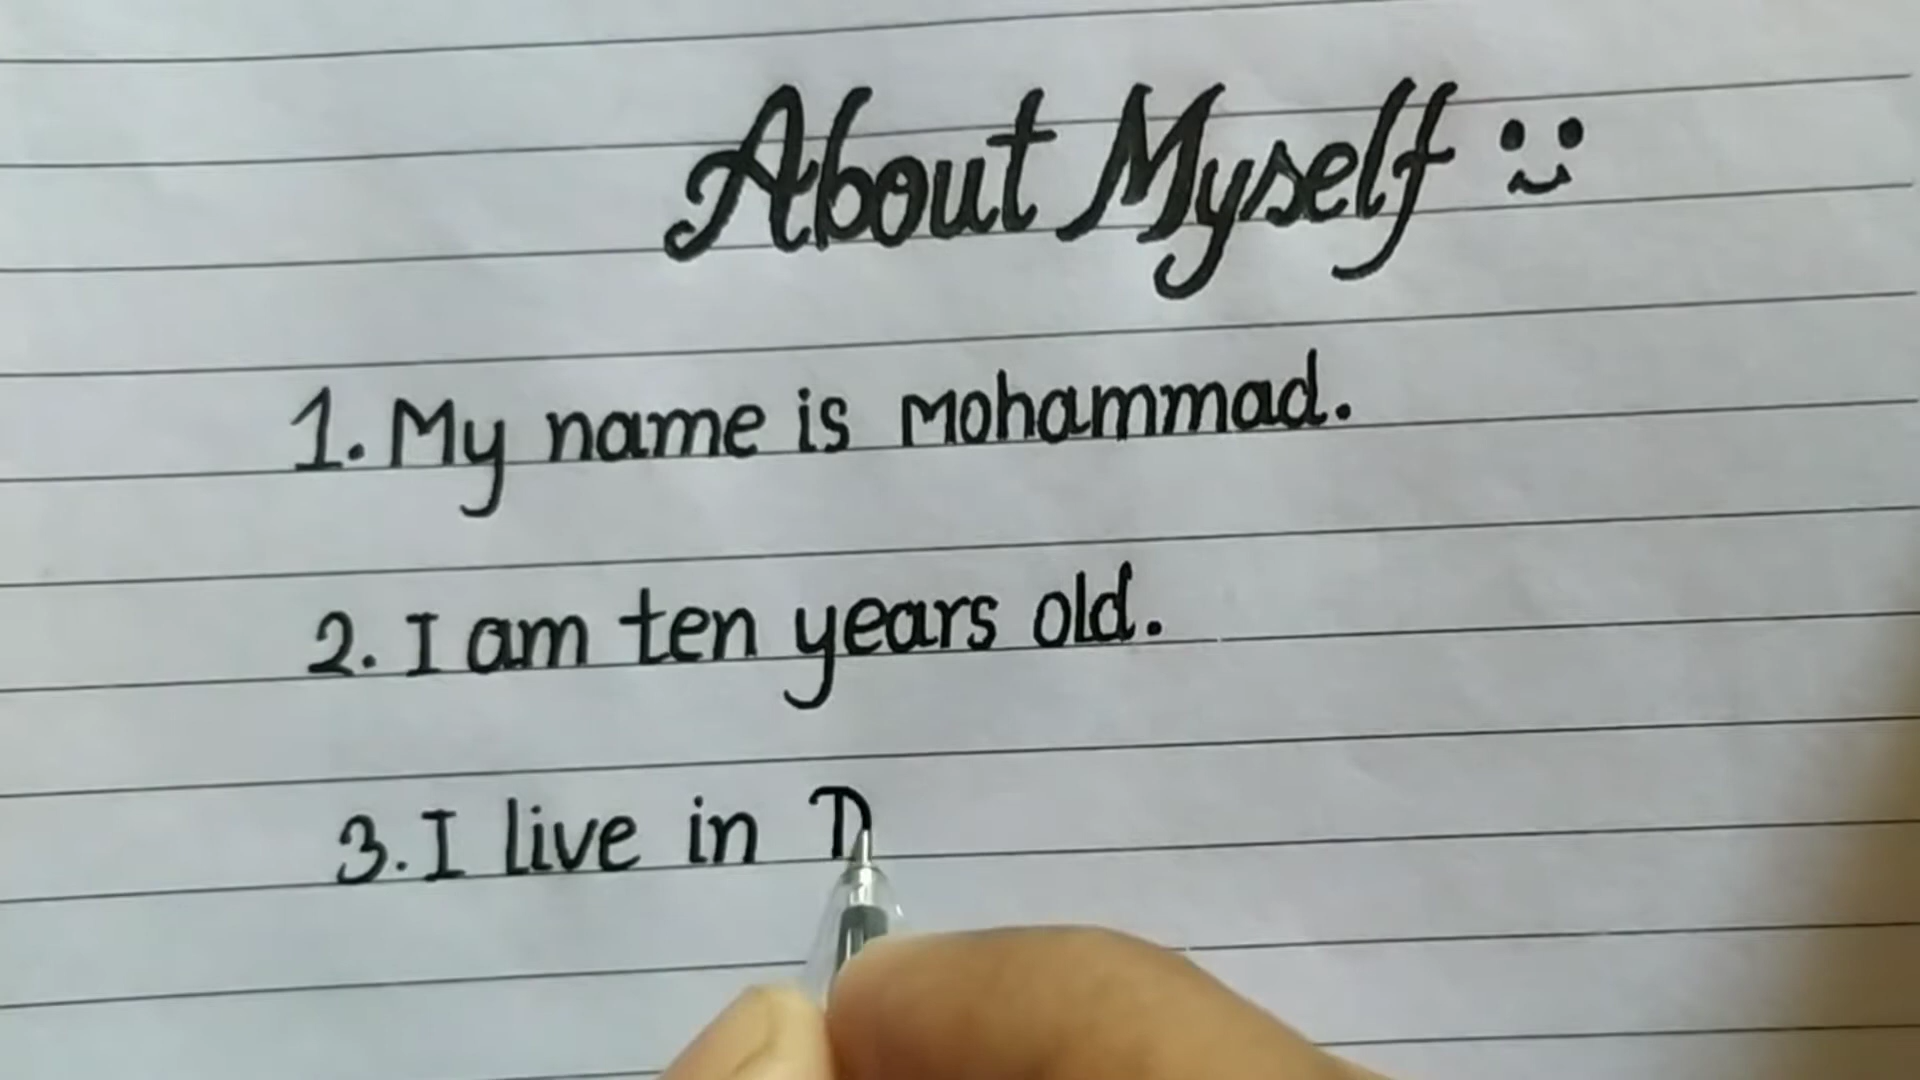 About Myself
1. My name is Mohammad.
2. I am ten years old.
3. I live in D